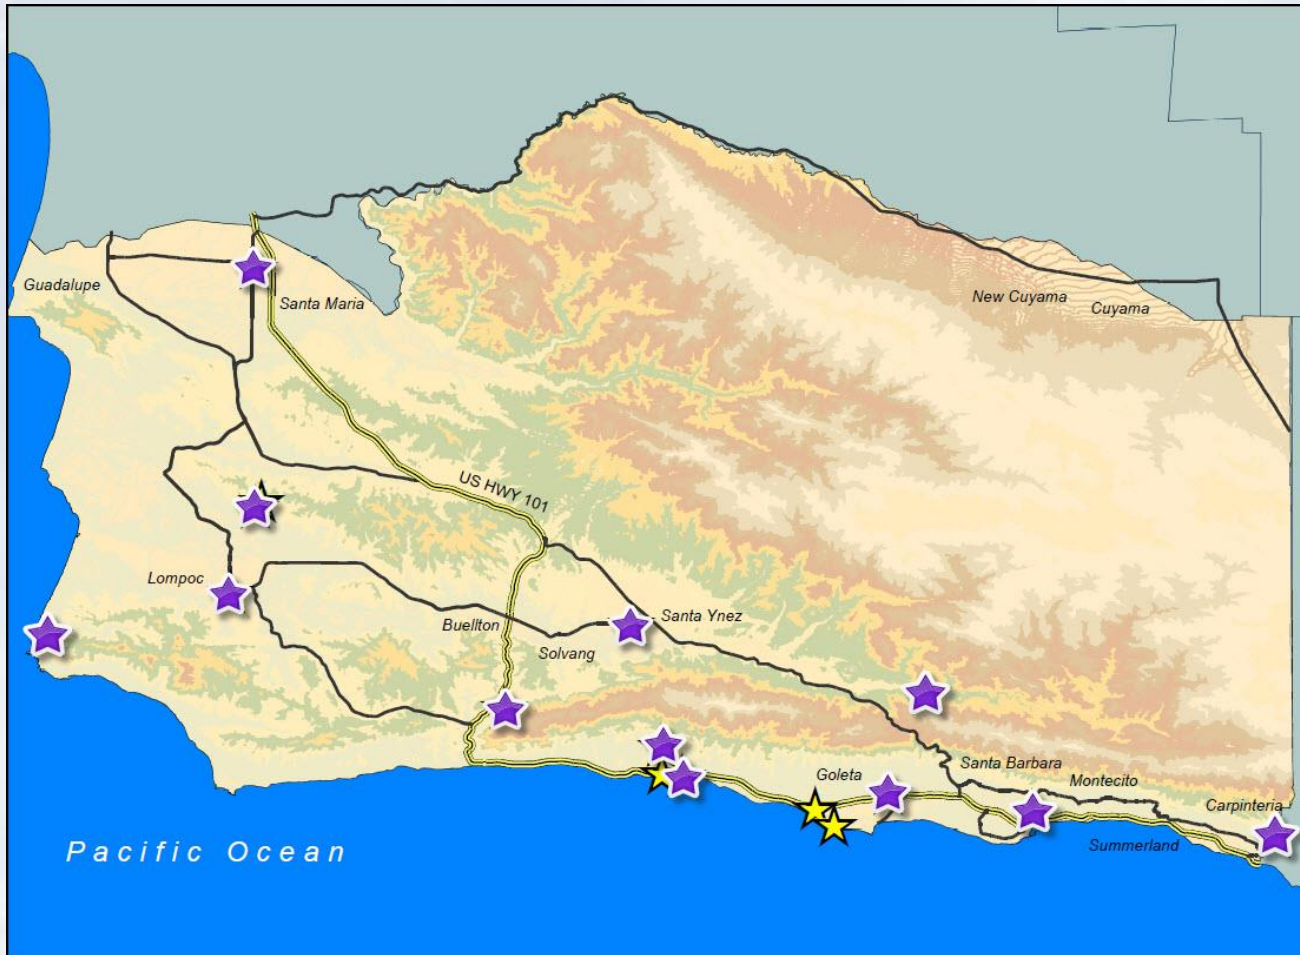 Guadalupe
Santa Maria
New Cuyama
Cuyama
US HWY 101
Lompoc
Santa Ynez
Buellton
Solvang
Santa Barbara
Goleta
Montecito
Carpinteria
Summerland
Pacific Ocean